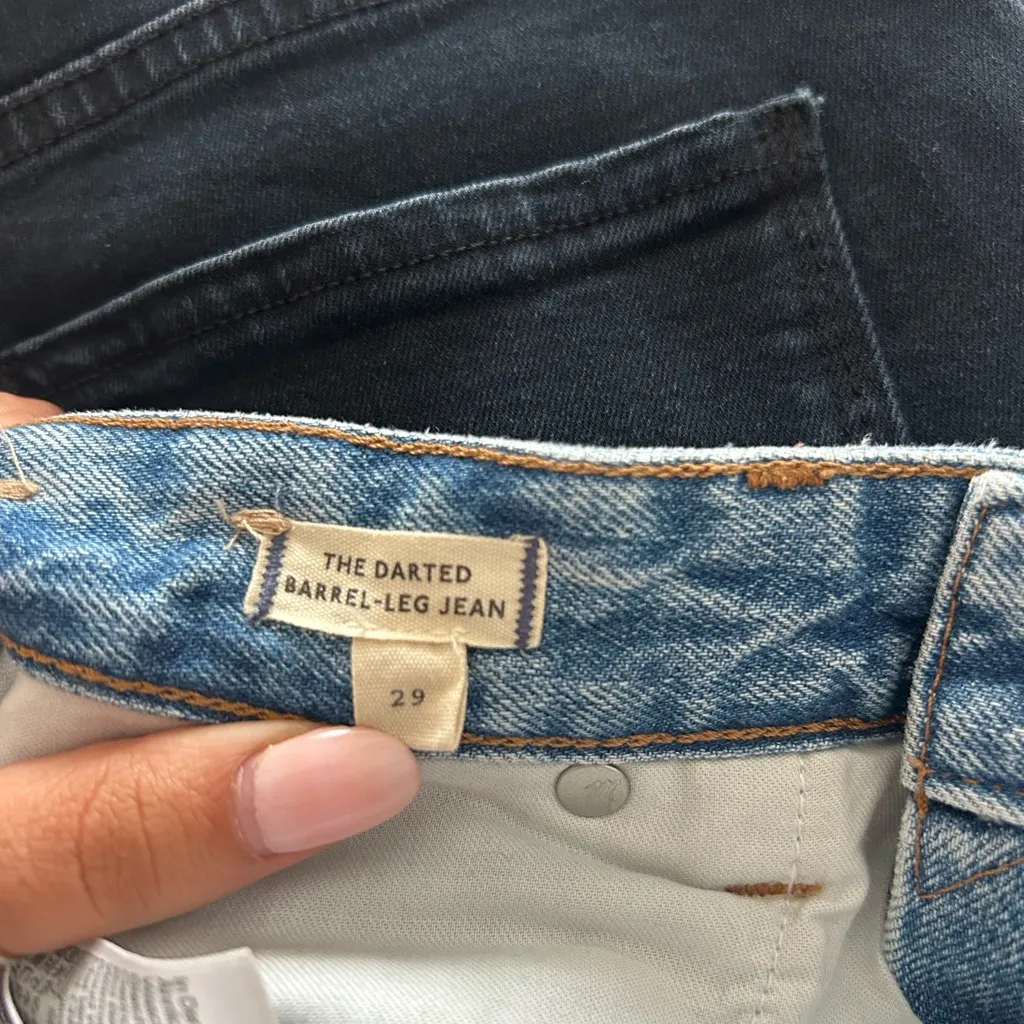 THE DARTED
BARREL-LEG JEAN
29